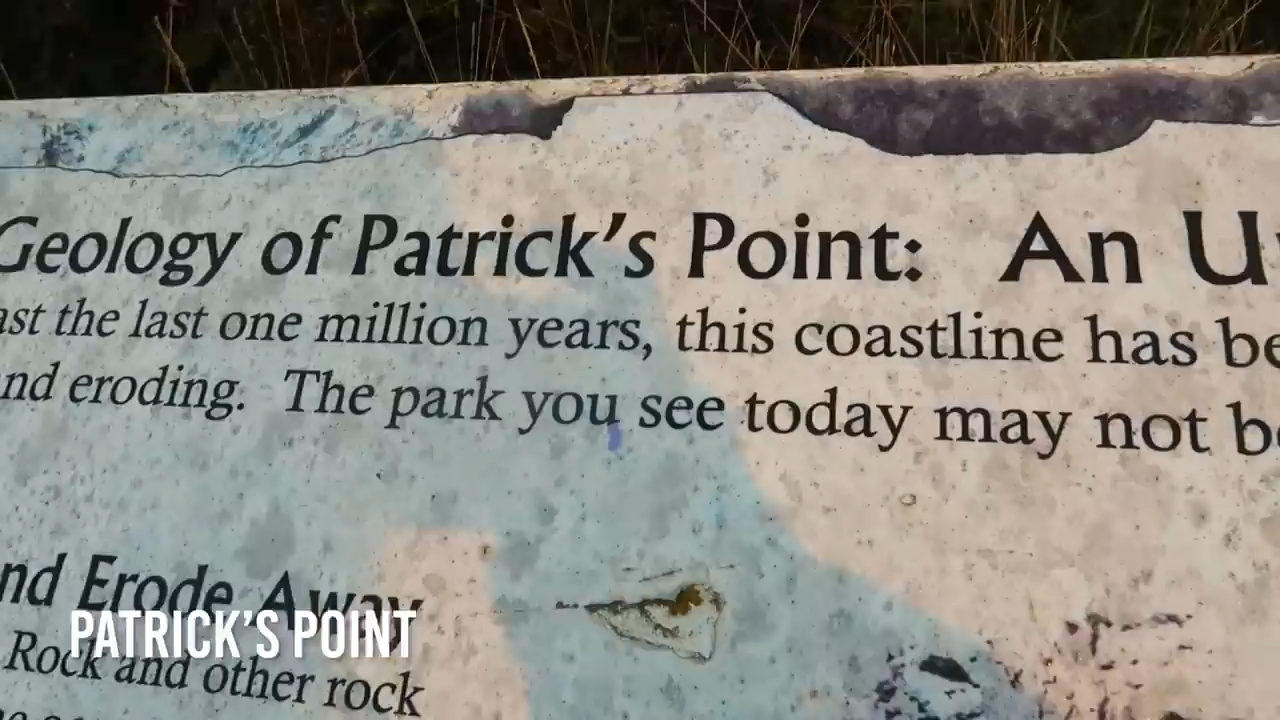 Geology of Patrick's Point: An U
ast the last one million years, this coastline has be
nd eroding. The park you see today may not be
nd Erode Away
PATRICK'S POINT
Rock and other rock